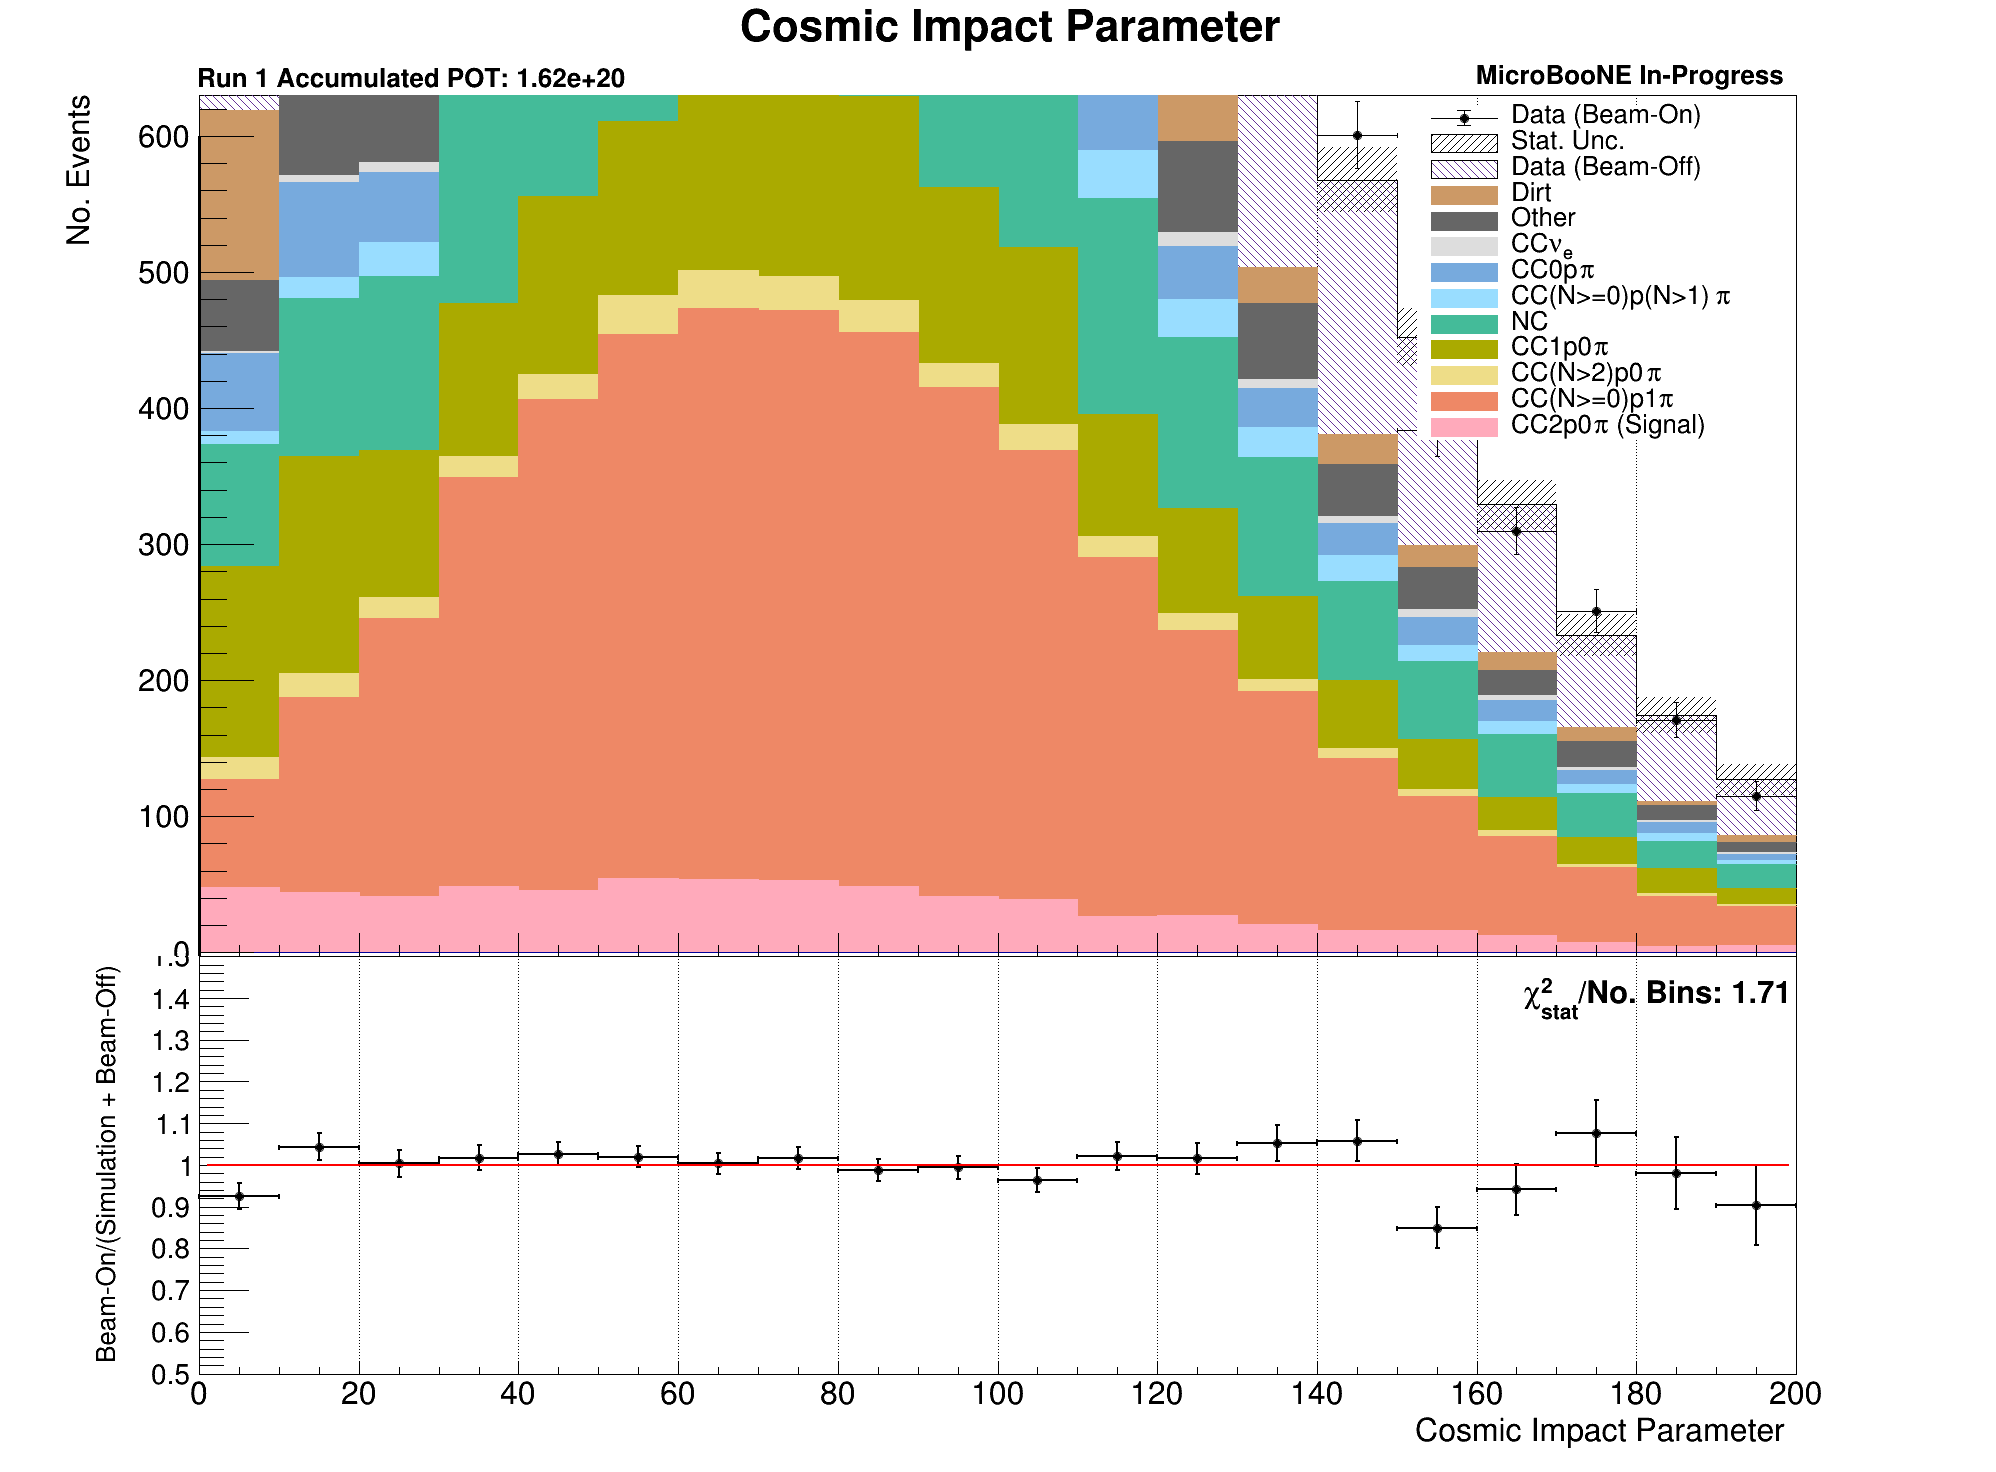 Cosmic Impact Parameter
Run 1 Accumulated POT: 1.62e+20
MicroBooNE In-Progress
No. Events
600
500
400
300
200
100
0
Data (Beam-On)
Stat. Unc.
Data (Beam-Off)
Dirt
Other
CCνe
CC0pπ
CC(N>=0)p(N>1) π
NC
CC1p0π
CC(N>2)p0π
CC(N>=0)p1π
CC2p0π (Signal)
Beam-On/(Simulation + Beam-Off)
1.5
1.4
1.3
1.2
1.1
1
0.9
0.8
0.7
0.6
0.5
χ²stat/No. Bins: 1.71
0 20 40 60 80 100 120 140 160 180 200
Cosmic Impact Parameter